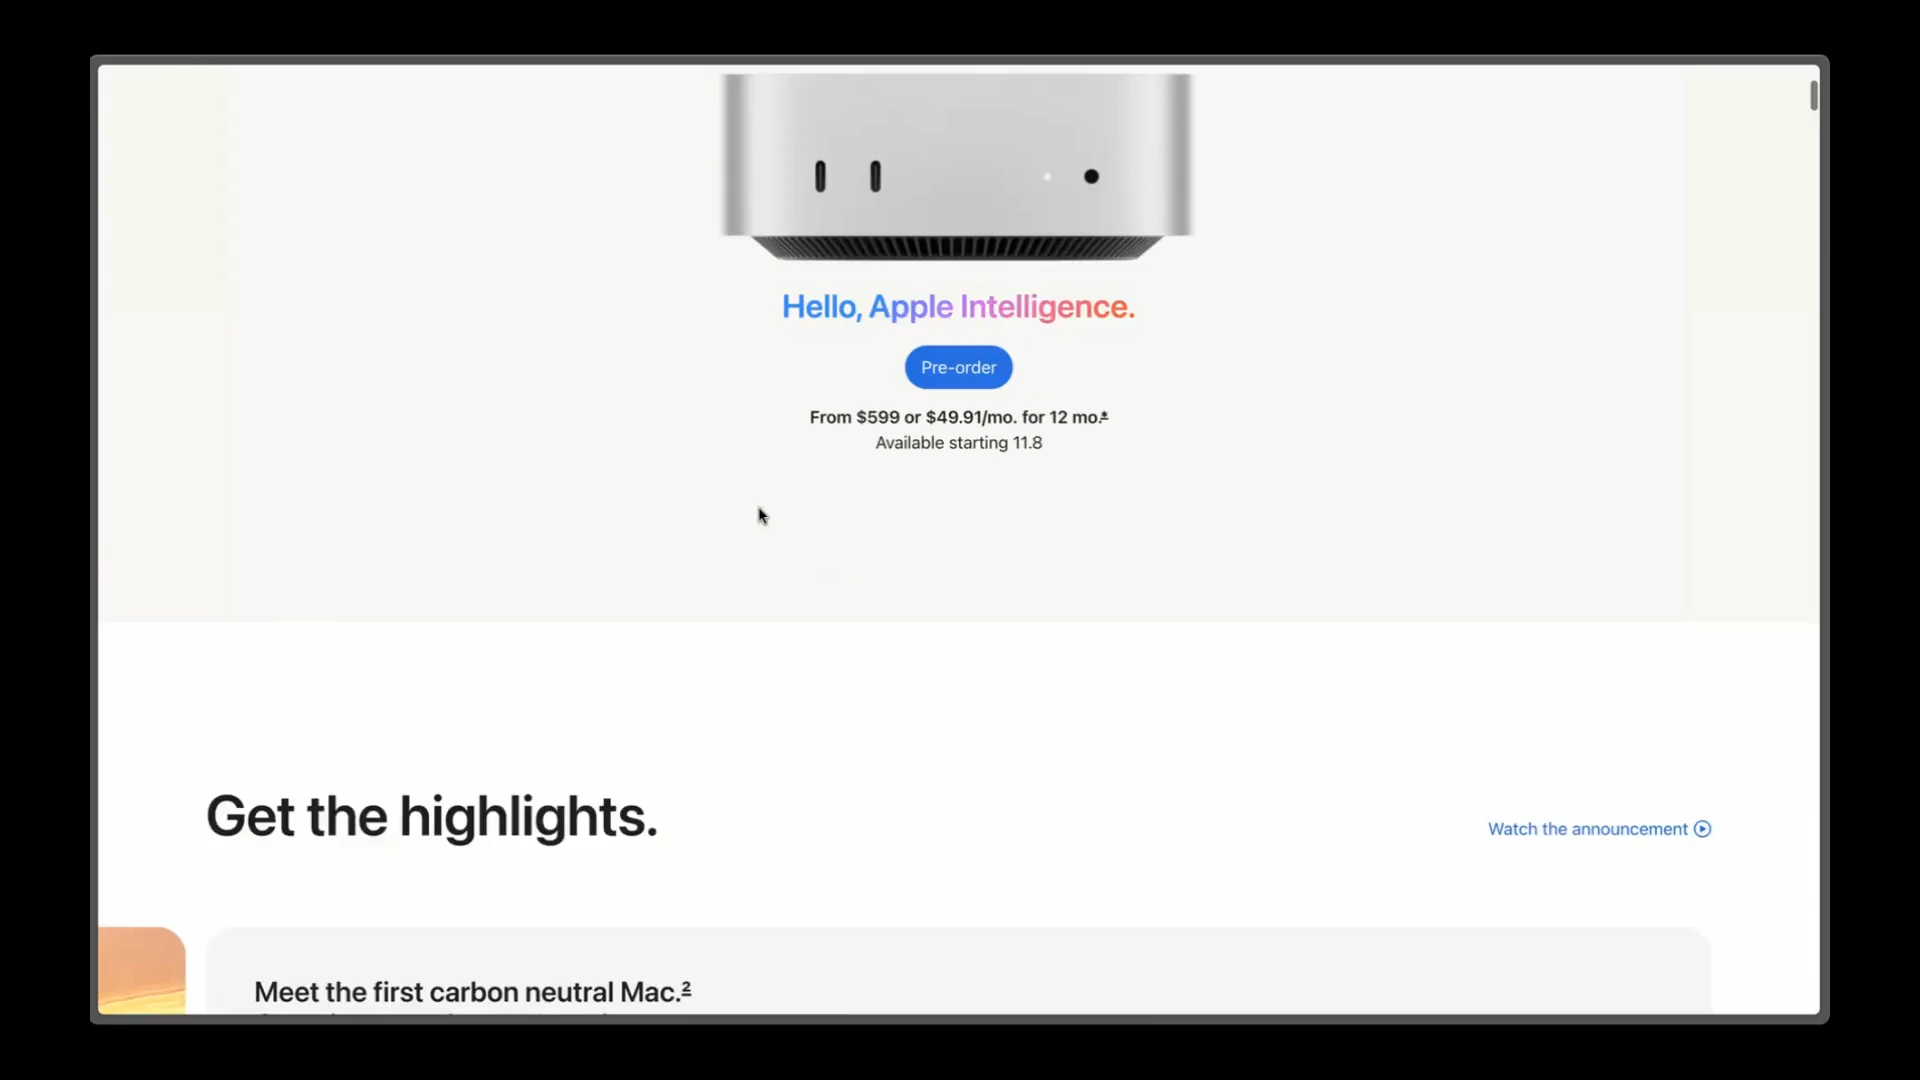 Hello, Apple Intelligence.
Pre-order
From $599 or $49.91/mo. for 12 mo.*
Available starting 11.8
Get the highlights.
Watch the announcement
Meet the first carbon neutral Mac.²